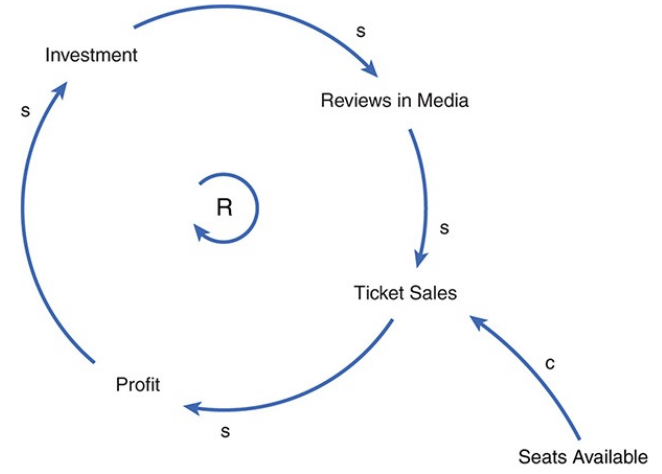 Investment
s
Reviews in Media
s
R
s
Ticket Sales
c
Profit
s
Seats Available